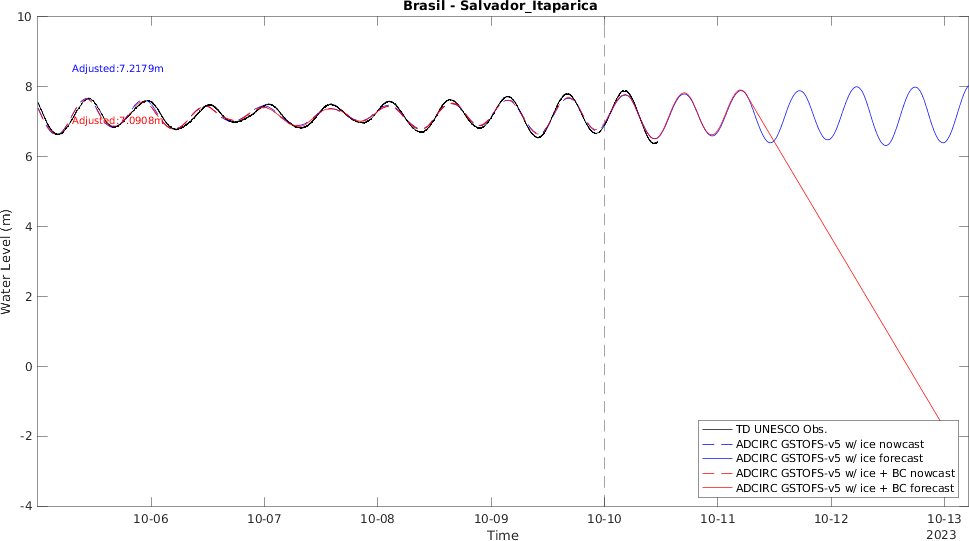 Brasil - Salvador_Itaparica
10
8
6
4
2
0
-2
-4
Water Level (m)
Adjusted:7.2179m
Adjusted:7.0908m
TD UNESCO Obs.
ADCIRC GSTOFS-v5 w/ ice nowcast
ADCIRC GSTOFS-v5 w/ ice forecast
ADCIRC GSTOFS-v5 w/ ice + BC nowcast
ADCIRC GSTOFS-v5 w/ ice + BC forecast
10-06
10-07
10-08
10-09
10-10
10-11
10-12
10-13
2023
Time